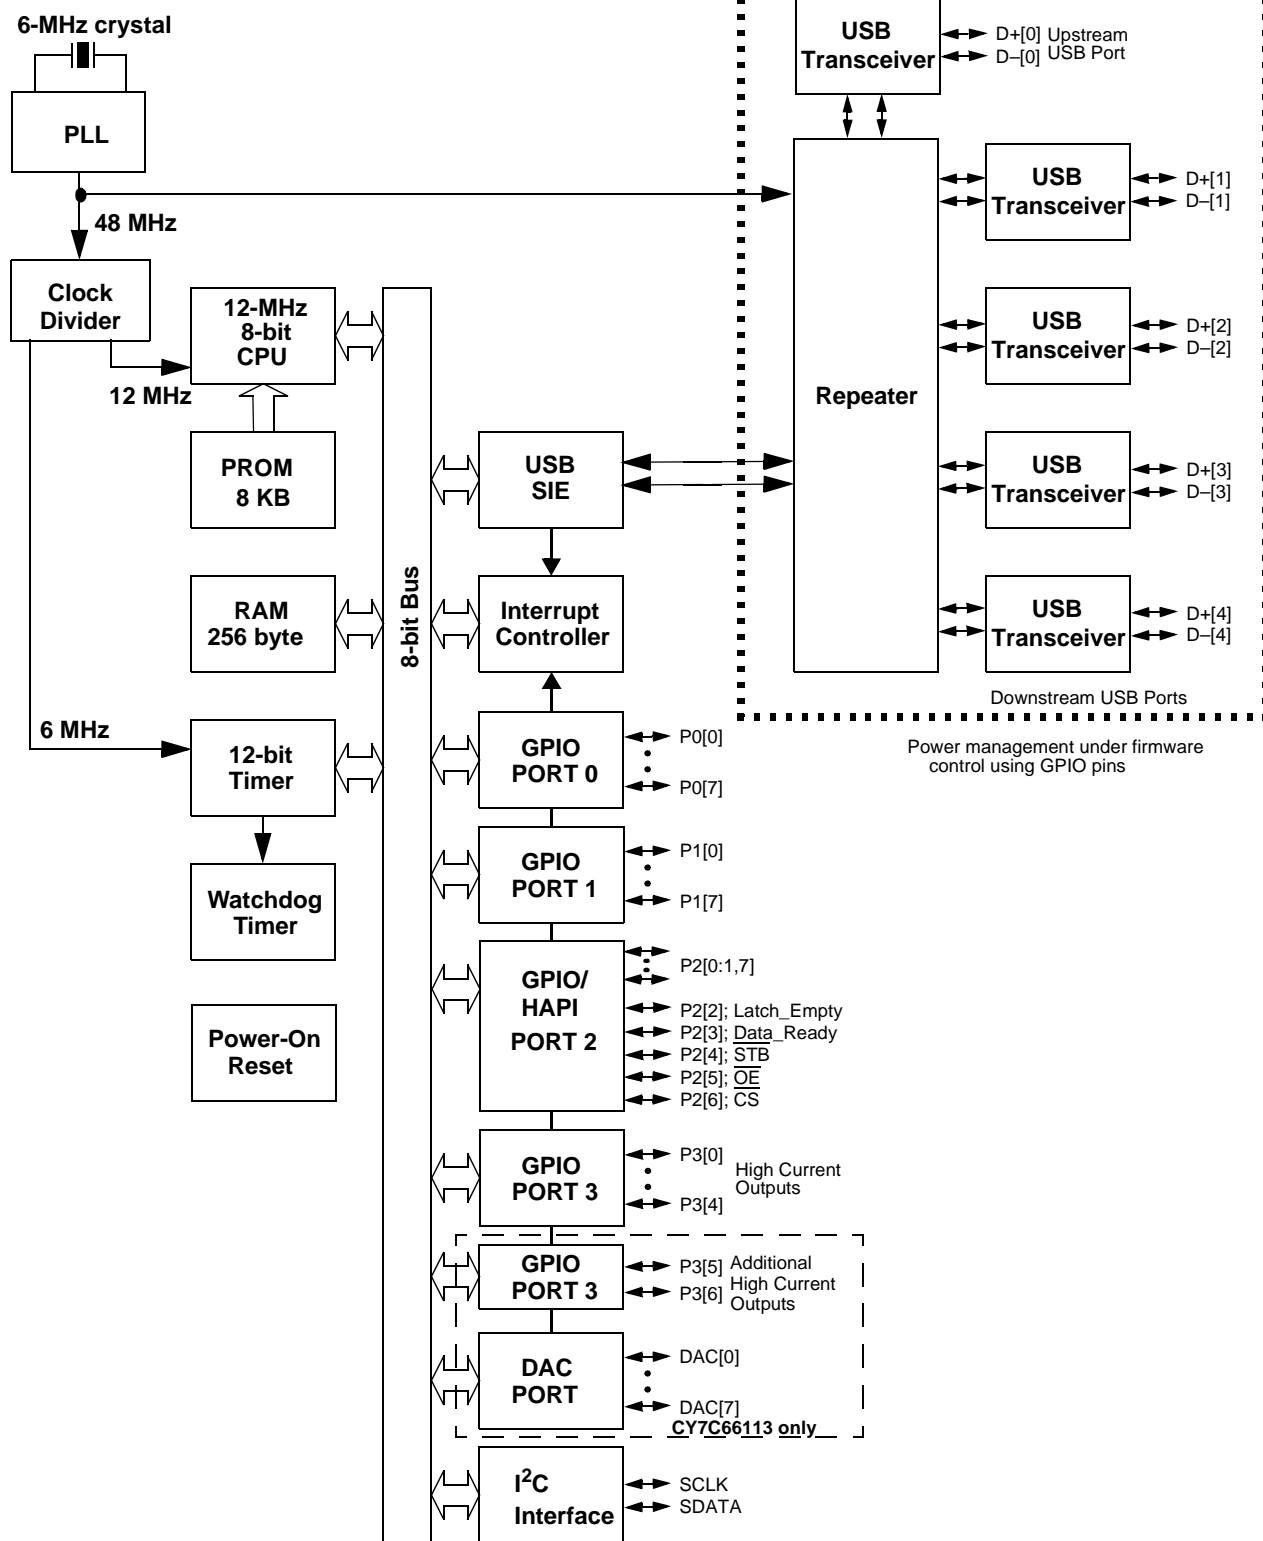 6-MHz crystal
PLL
48 MHz
Clock
Divider
12-MHz
8-bit
CPU
12 MHz
PROM
8 KB
RAM
256 byte
6 MHz
12-bit
Timer
Watchdog
Timer
Power-On
Reset
8-bit Bus
USB
SIE
Interrupt
Controller
GPIO
PORT 0
P0[0]
P0[7]
GPIO
PORT 1
P1[0]
P1[7]
GPIO/
HAPI
PORT 2
P2[0:1,7]
P2[2]; Latch_Empty
P2[3]; Data_Ready
P2[4]; STB
P2[5]; OE
P2[6]; CS
GPIO
PORT 3
P3[0]
P3[4]
High Current
Outputs
GPIO
PORT 3
P3[5]
P3[6]
Additional
High Current
Outputs
DAC
PORT
DAC[0]
DAC[7]
CY7C66113 only
I²C
Interface
SCLK
SDATA
USB
Transceiver
D+[0] Upstream
D–[0] USB Port
Repeater
USB
Transceiver
D+[1]
D–[1]
USB
Transceiver
D+[2]
D–[2]
USB
Transceiver
D+[3]
D–[3]
USB
Transceiver
D+[4]
D–[4]
Downstream USB Ports
Power management under firmware
control using GPIO pins